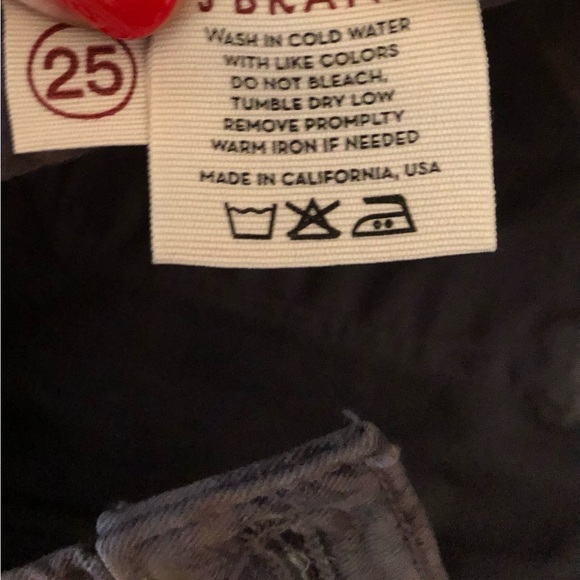 25
J BRAN
WASH IN COLD WATER
WITH LIKE COLORS
DO NOT BLEACH,
TUMBLE DRY LOW
REMOVE PROMPLTY
WARM IRON IF NEEDED
MADE IN CALIFORNIA, USA